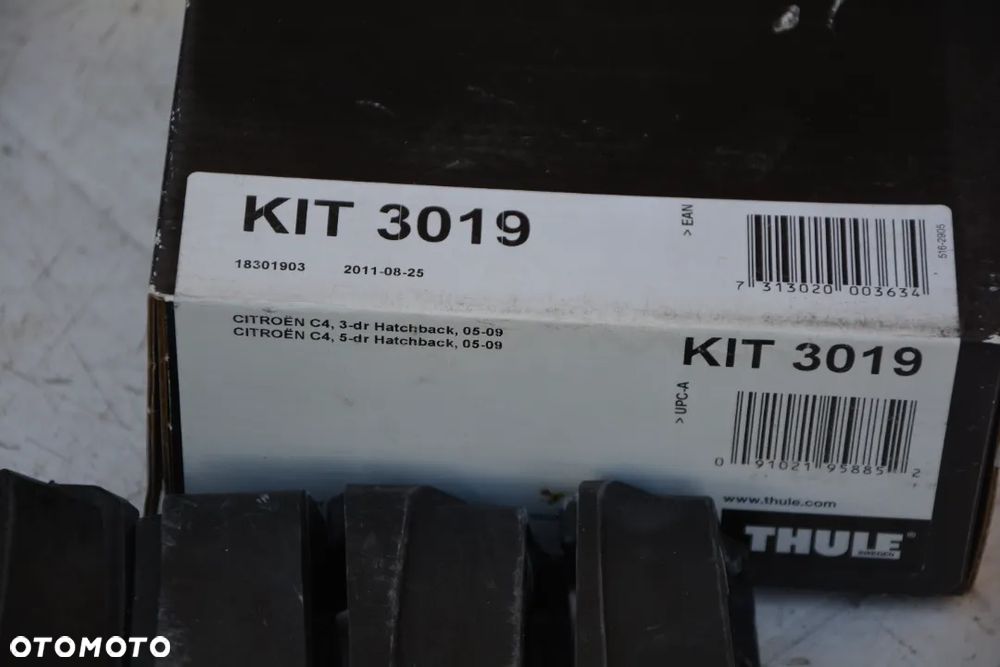 KIT 3019
18301903 2011-08-25
> EAN
7 313020 003634
516-2905
CITROËN C4, 3-dr Hatchback, 05-09
CITROËN C4, 5-dr Hatchback, 05-09
KIT 3019
> UPC-A
0 91021 95885 2
www.thule.com
THULE®
SWEDEN
OTOMOTO